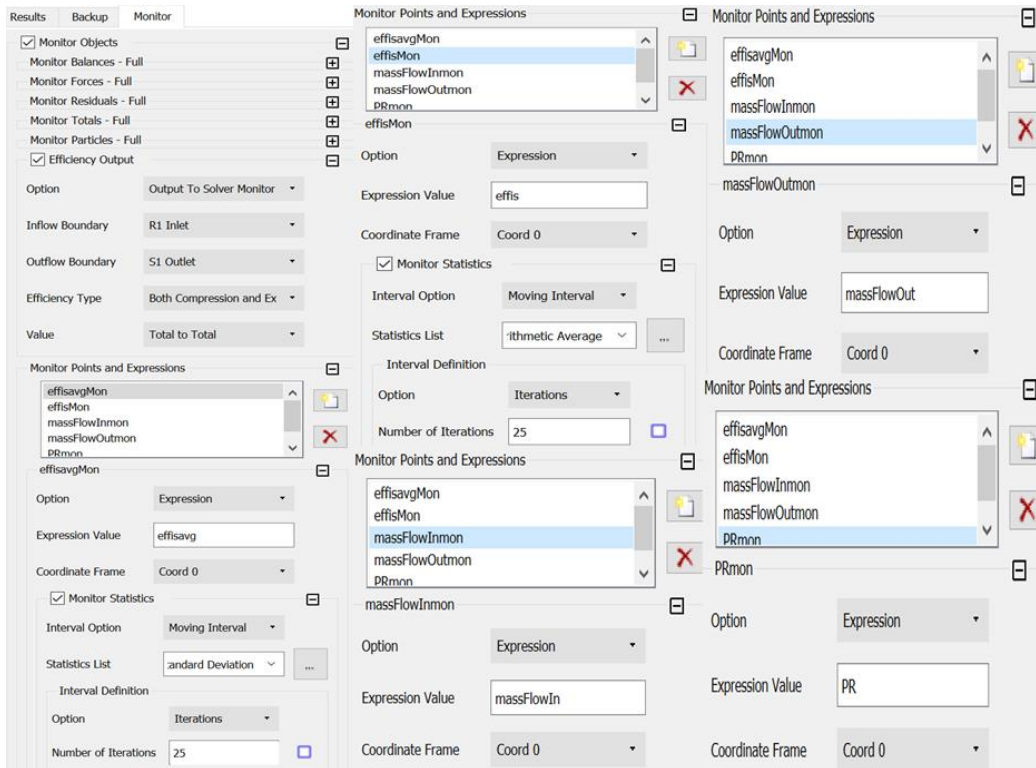 Results Backup Monitor
Monitor Objects
Monitor Balances - Full
Monitor Forces - Full
Monitor Residuals - Full
Monitor Totals - Full
Monitor Particles - Full
Efficiency Output
Option Output To Solver Monitor
Inflow Boundary R1 Inlet
Outflow Boundary S1 Outlet
Efficiency Type Both Compression and Ex
Value Total to Total
Monitor Points and Expressions
effisavgMon
effisMon
massFlowInmon
massFlowOutmon
PRmon
effisavgMon
Option Expression
Expression Value effisavg
Coordinate Frame Coord 0
Monitor Statistics
Interval Option Moving Interval
Statistics List andard Deviation ...
Interval Definition
Option Iterations
Number of Iterations 25
Monitor Points and Expressions
effisavgMon
effisMon
massFlowInmon
massFlowOutmon
PRmon
effisMon
Option Expression
Expression Value effis
Coordinate Frame Coord 0
Monitor Statistics
Interval Option Moving Interval
Statistics List ithmetic Average ...
Interval Definition
Option Iterations
Number of Iterations 25
Monitor Points and Expressions
effisavgMon
effisMon
massFlowInmon
massFlowOutmon
PRmon
massFlowInmon
Option Expression
Expression Value massFlowIn
Coordinate Frame Coord 0
Monitor Points and Expressions
effisavgMon
effisMon
massFlowInmon
massFlowOutmon
PRmon
massFlowOutmon
Option Expression
Expression Value massFlowOut
Coordinate Frame Coord 0
Monitor Points and Expressions
effisavgMon
effisMon
massFlowInmon
massFlowOutmon
PRmon
PRmon
Option Expression
Expression Value PR
Coordinate Frame Coord 0